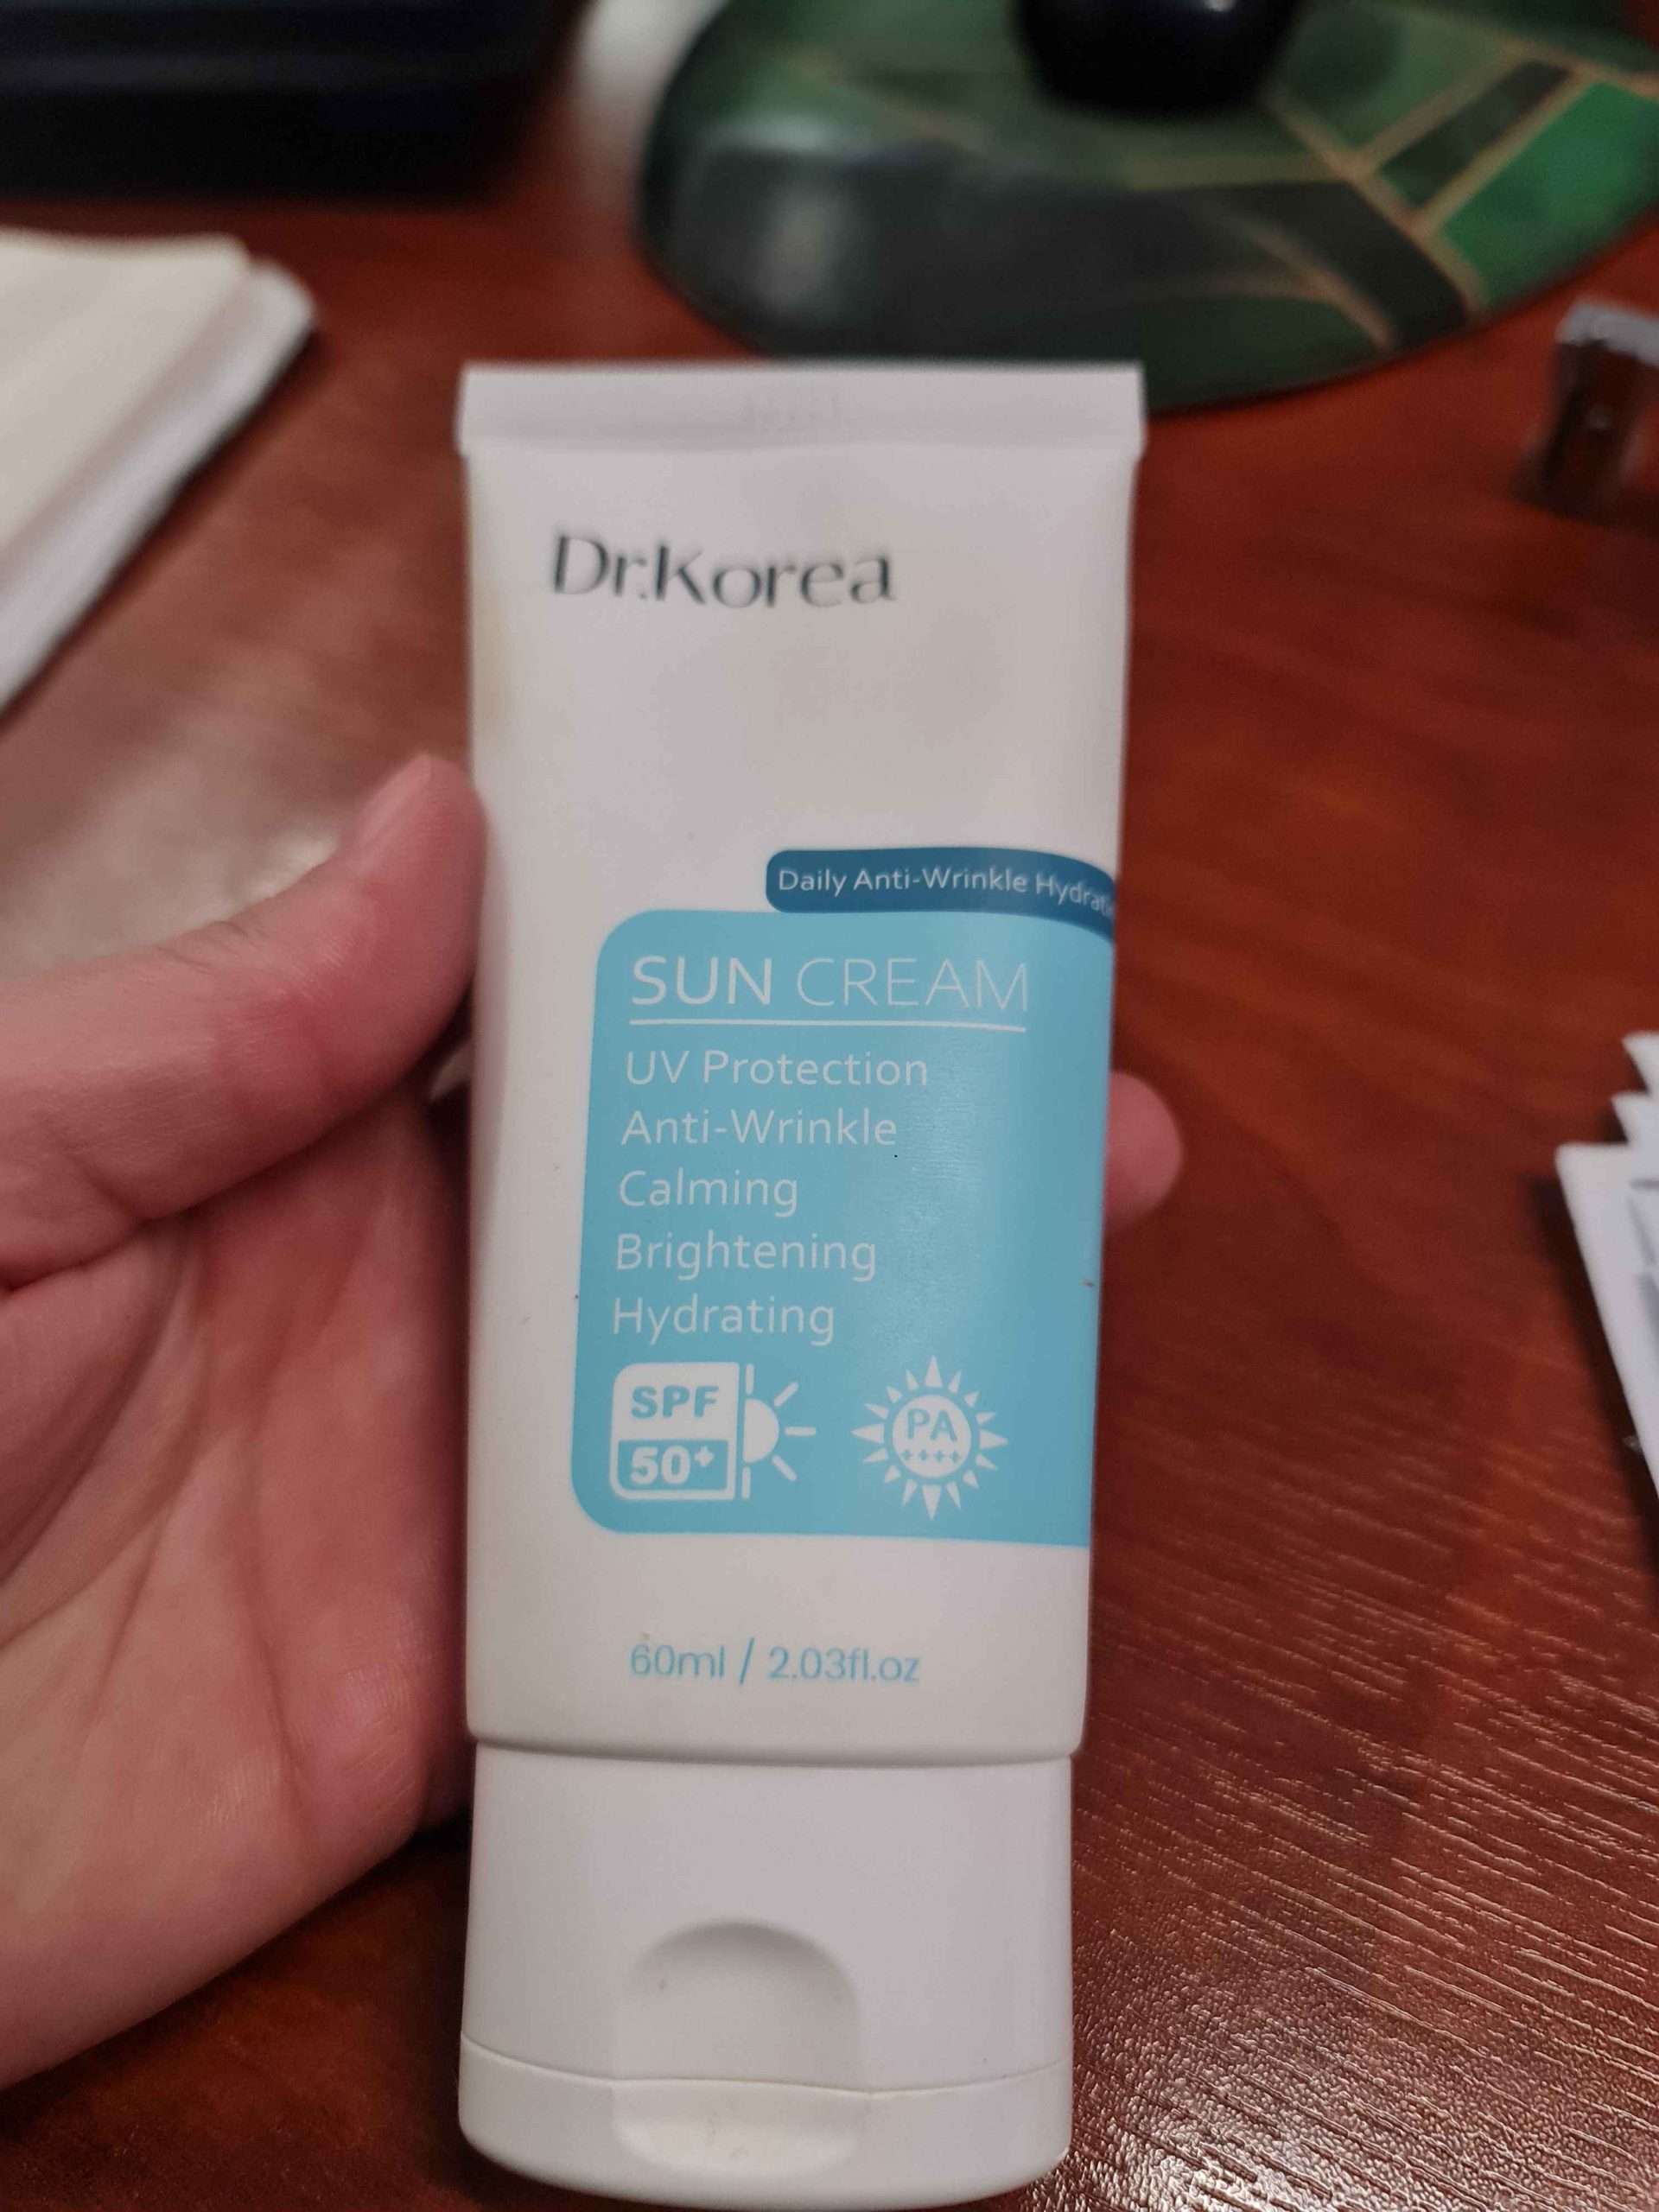 Dr.Korea
Daily Anti-Wrinkle
SUN CREAM
UV Protection
Anti-Wrinkle
Calming
Brightening
Hydrating
SPF
50+
PA
++++
60ml / 2.03fl.oz